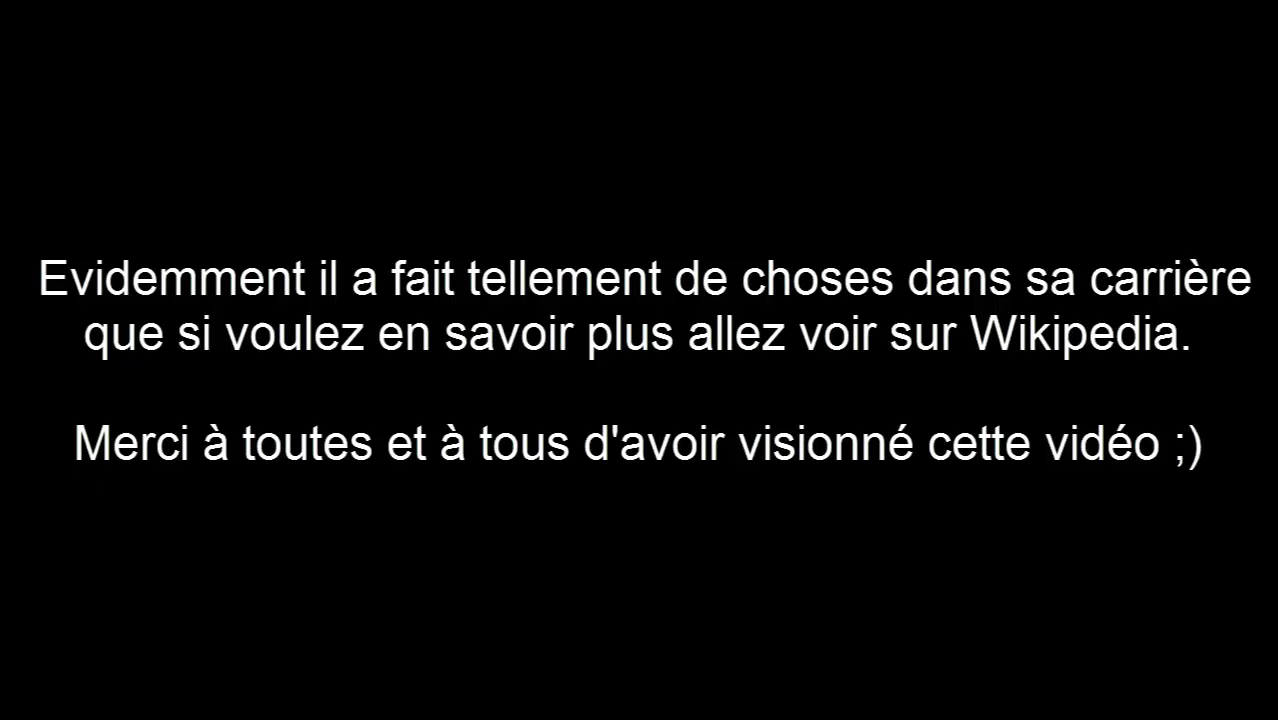 Evidemment il a fait tellement de choses dans sa carrière
que si voulez en savoir plus allez voir sur Wikipedia.
Merci à toutes et à tous d'avoir visionné cette vidéo ;)